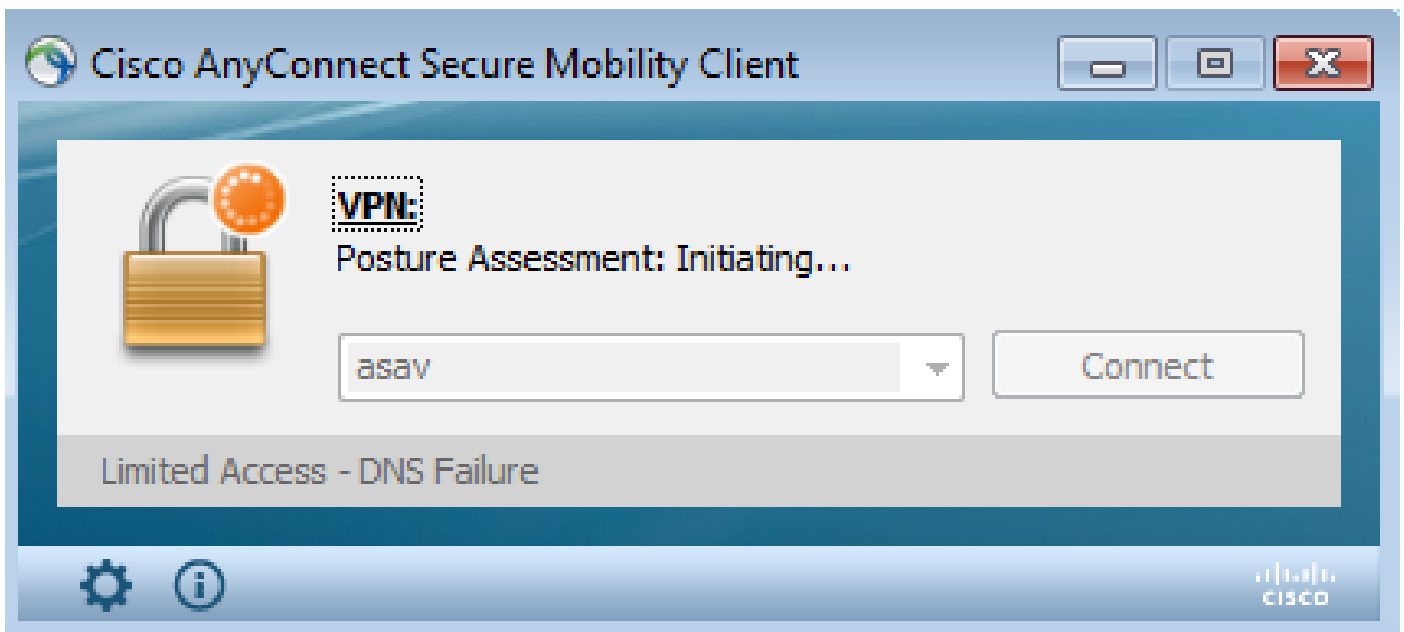 Cisco AnyConnect Secure Mobility Client
VPN:
Posture Assessment: Initiating...
asav
Connect
Limited Access - DNS Failure
CISCO